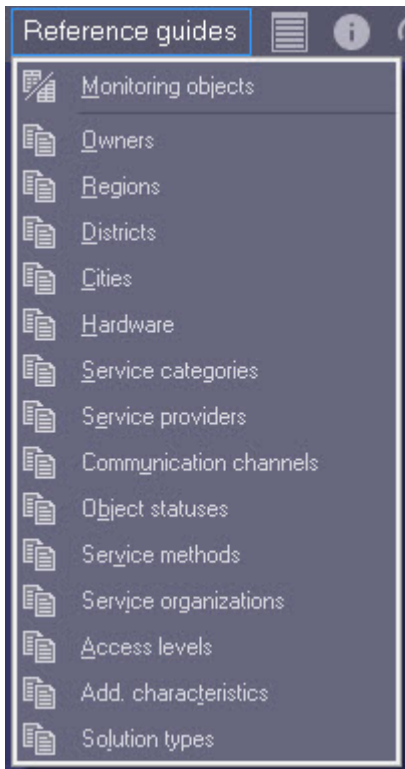 Reference guides
Monitoring objects
Owners
Regions
Districts
Cities
Hardware
Service categories
Service providers
Communication channels
Object statuses
Service methods
Service organizations
Access levels
Add. characteristics
Solution types